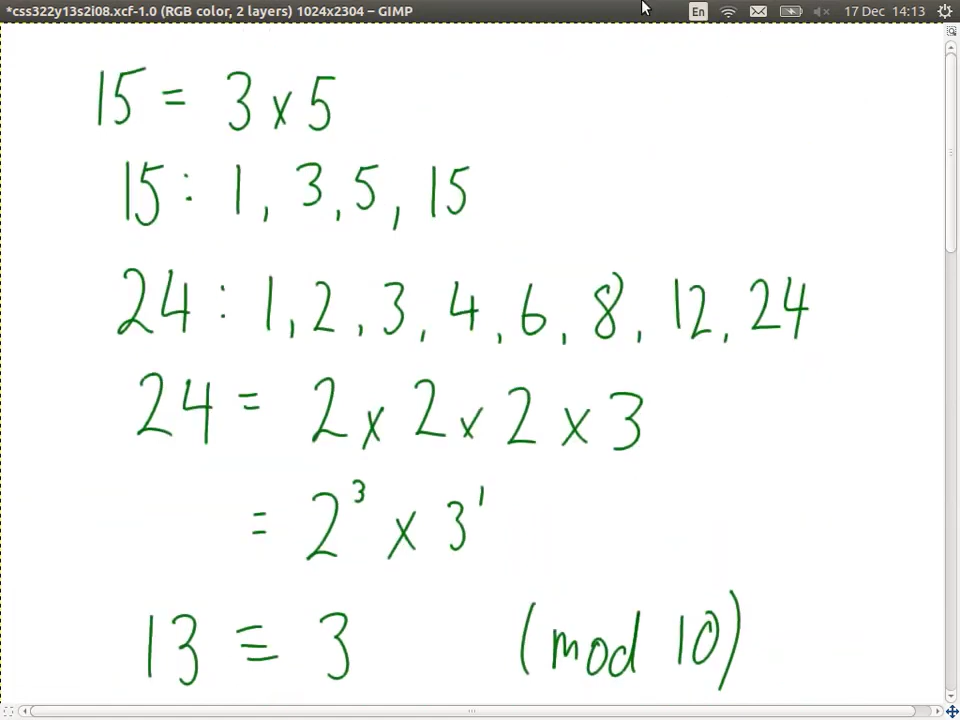 *css322y13s2i08.xcf-1.0 (RGB color, 2 layers) 1024x2304 – GIMP En 17 Dec 14:13
15 = 3 x 5
15 : 1, 3, 5, 15
24 : 1, 2, 3, 4, 6, 8, 12, 24
24 = 2 x 2 x 2 x 3
= 2³ x 3¹
13 ≡ 3 (mod 10)